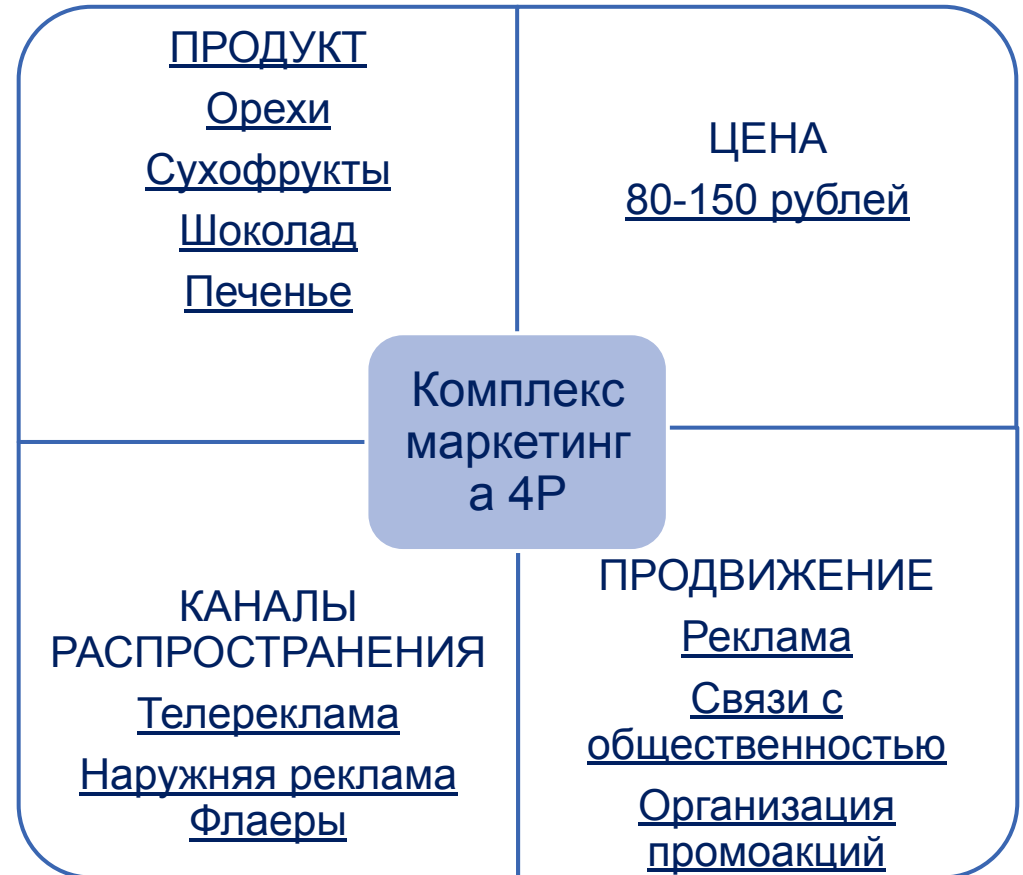 ПРОДУКТ
Орехи
Сухофрукты
Шоколад
Печенье
ЦЕНА
80-150 рублей
Комплекс
маркетинг
а 4Р
КАНАЛЫ
РАСПРОСТРАНЕНИЯ
Телереклама
Наружняя реклама
Флаеры
ПРОДВИЖЕНИЕ
Реклама
Связи с
общественностью
Организация
промоакций